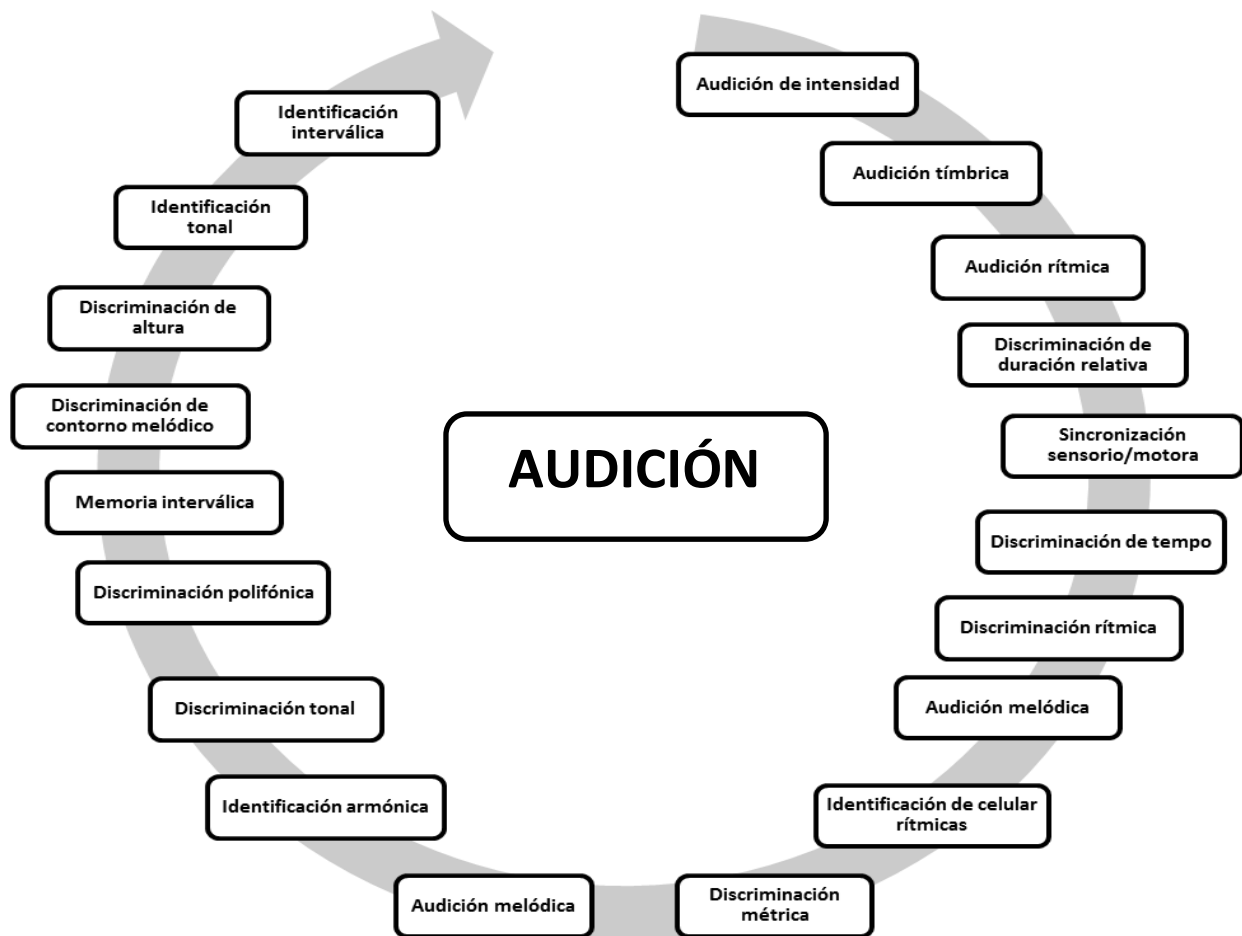 Audición de intensidad
Audición tímbrica
Audición rítmica
Discriminación de
duración relativa
Sincronización
sensorio/motora
Discriminación de tempo
Discriminación rítmica
Audición melódica
Identificación de celular
rítmicas
Discriminación
métrica
Audición melódica
Identificación armónica
Discriminación tonal
Discriminación polifónica
Memoria interválica
Discriminación de
contorno melódico
Discriminación de
altura
Identificación
tonal
Identificación
interválica
AUDICIÓN